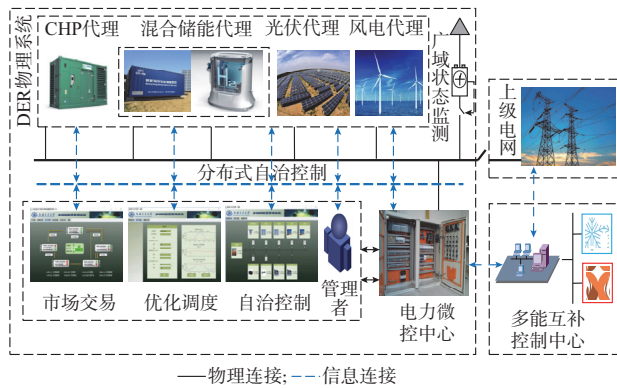 DER物理系统
CHP代理
混合储能代理
光伏代理
风电代理
广域状态监测
上级电网
分布式自治控制
市场交易
优化调度
自治控制
管理
者
电力微
控中心
多能互补
控制中心
——物理连接;---信息连接